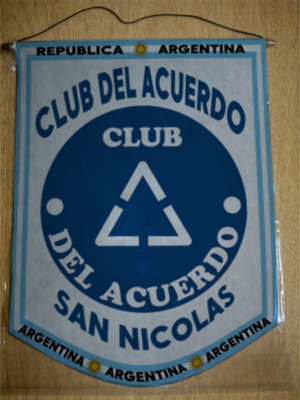 REPUBLICA ARGENTINA
CLUB DEL ACUERDO
CLUB
DEL ACUERDO
SAN NICOLAS
ARGENTINA ARGENTINA ARGENTINA